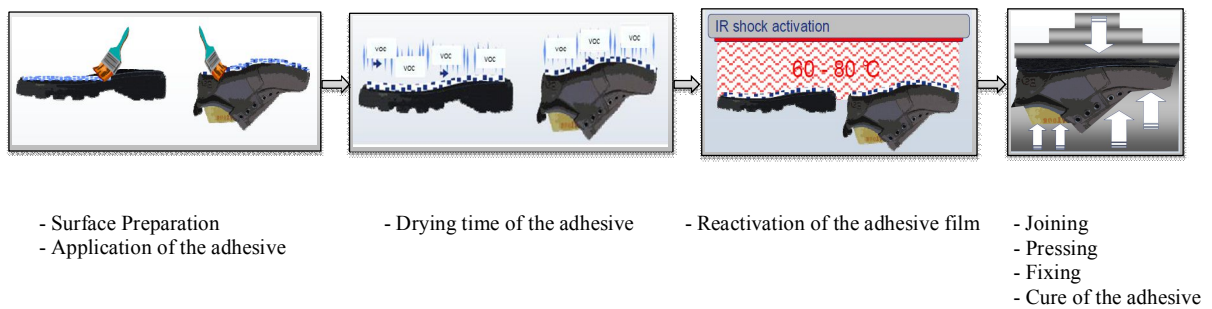 voc
voc
voc
voc
voc
voc
voc
IR shock activation
60 - 80 ℃
- Surface Preparation
- Application of the adhesive
- Drying time of the adhesive
- Reactivation of the adhesive film
- Joining
- Pressing
- Fixing
- Cure of the adhesive